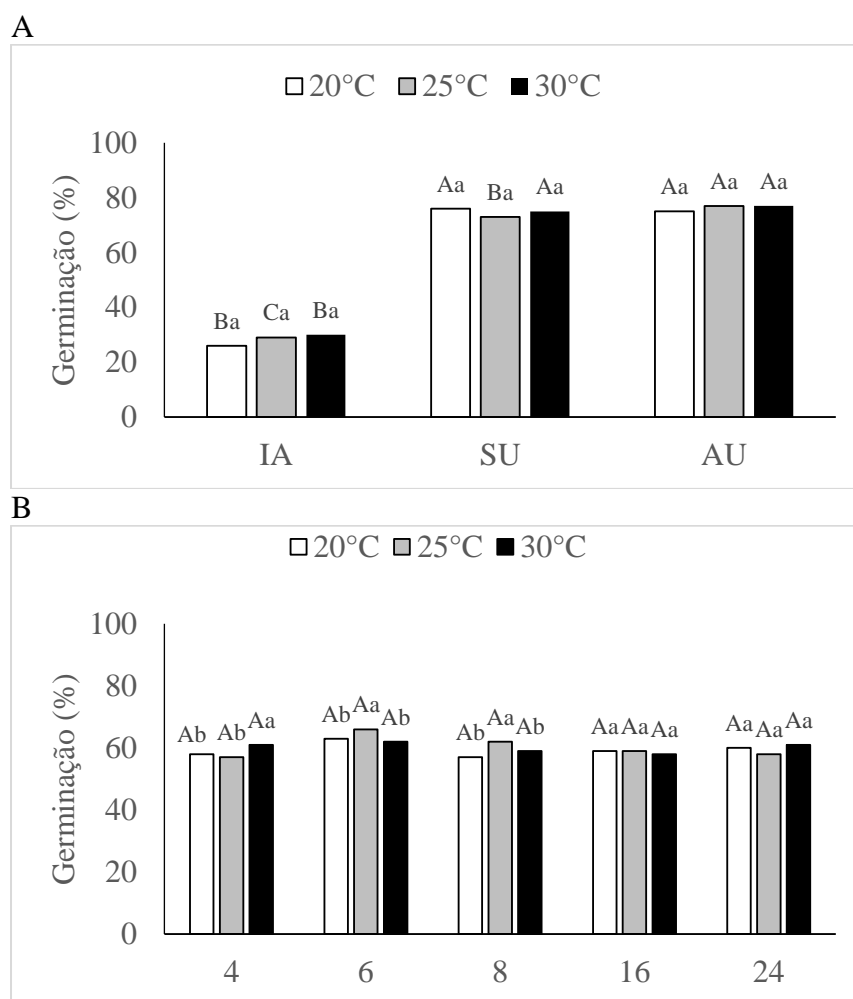 A
20°C 25°C 30°C
Germinação (%)
100
80
60
40
20
0
Ba Ca Ba
Aa Ba Aa
Aa Aa Aa
IA SU AU
B
20°C 25°C 30°C
Germinação (%)
100
80
60
40
20
0
Ab Ab Aa
Ab Aa Ab
Ab Aa Ab
Aa Aa Aa
Aa Aa Aa
4 6 8 16 24